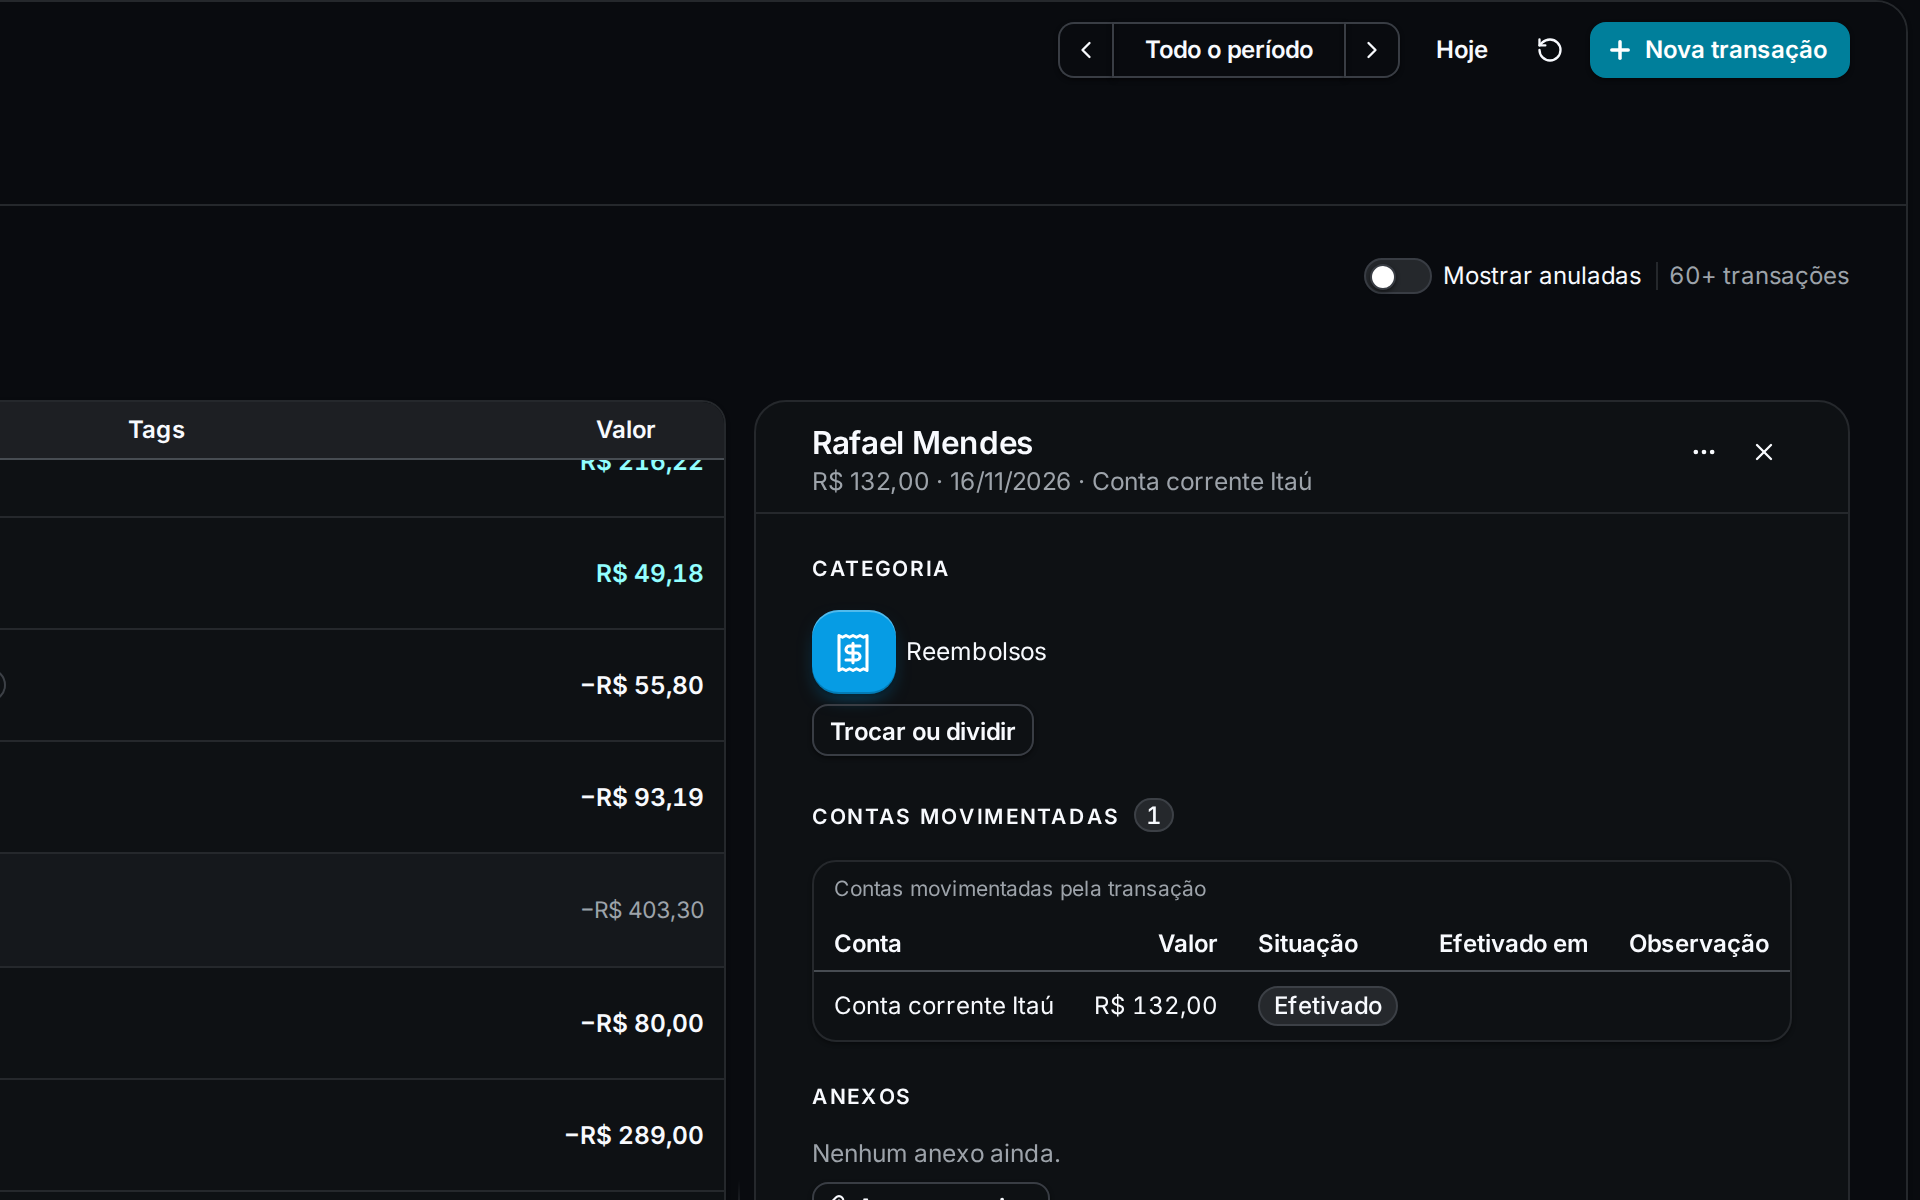 Todo o período
Hoje
Nova transação
Mostrar anuladas
60+ transações
Tags
Valor
R$ 216,22
R$ 49,18
−R$ 55,80
−R$ 93,19
−R$ 403,30
−R$ 80,00
−R$ 289,00
Rafael Mendes
R$ 132,00 · 16/11/2026 · Conta corrente Itaú
CATEGORIA
Reembolsos
Trocar ou dividir
CONTAS MOVIMENTADAS 1
Contas movimentadas pela transação
Conta Valor Situação Efetivado em Observação
Conta corrente Itaú R$ 132,00 Efetivado
ANEXOS
Nenhum anexo ainda.